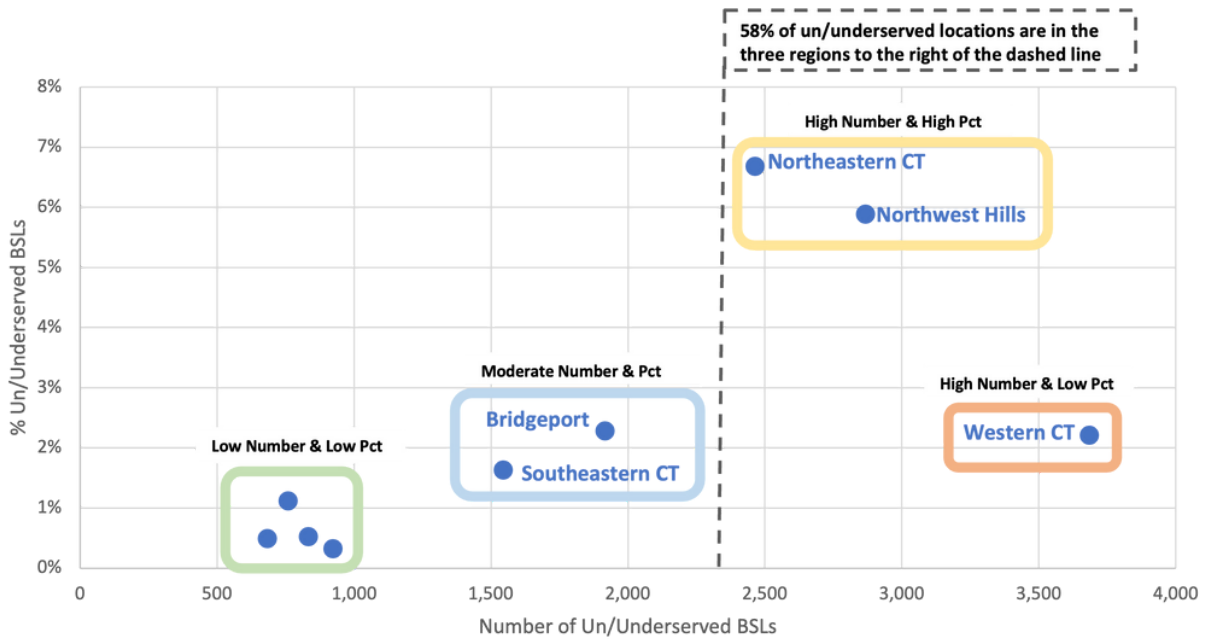 58% of un/underserved locations are in the
three regions to the right of the dashed line
8%
High Number & High Pct
7%
Northeastern CT
6%
Northwest Hills
5%
4%
Moderate Number & Pct
High Number & Low Pct
3%
Bridgeport
Western CT
2%
Low Number & Low Pct
Southeastern CT
1%
0%
% Un/Underserved BSLs
0
500
1,000
1,500
2,000
2,500
3,000
3,500
4,000
Number of Un/Underserved BSLs